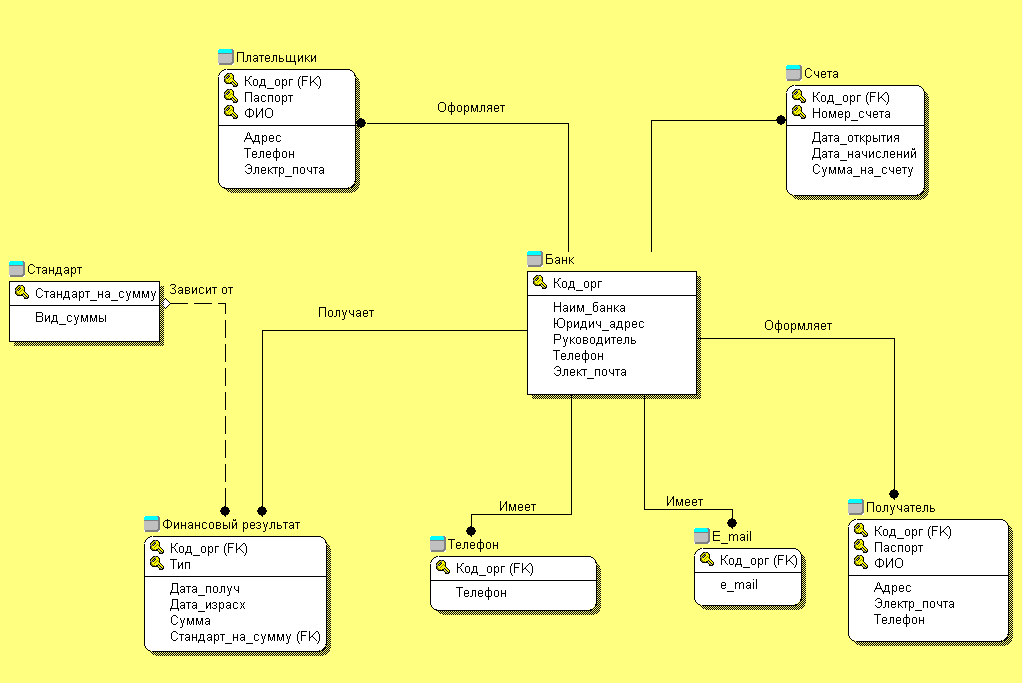 Плательщики
Код_орг (FK)
Паспорт
ФИО
Адрес
Телефон
Электр_почта
Оформляет
Счета
Код_орг (FK)
Номер_счета
Дата_открытия
Дата_начислений
Сумма_на_счету
Стандарт
Стандарт_на_сумму
Вид_суммы
Зависит от
Получает
Банк
Код_орг
Наим_банка
Юридич_адрес
Руководитель
Телефон
Элект_почта
Оформляет
Финансовый результат
Код_орг (FK)
Тип
Дата_получ
Дата_израсх
Сумма
Стандарт_на_сумму (FK)
Имеет
Телефон
Код_орг (FK)
Телефон
Имеет
E_mail
Код_орг (FK)
e_mail
Получатель
Код_орг (FK)
Паспорт
ФИО
Адрес
Электр_почта
Телефон